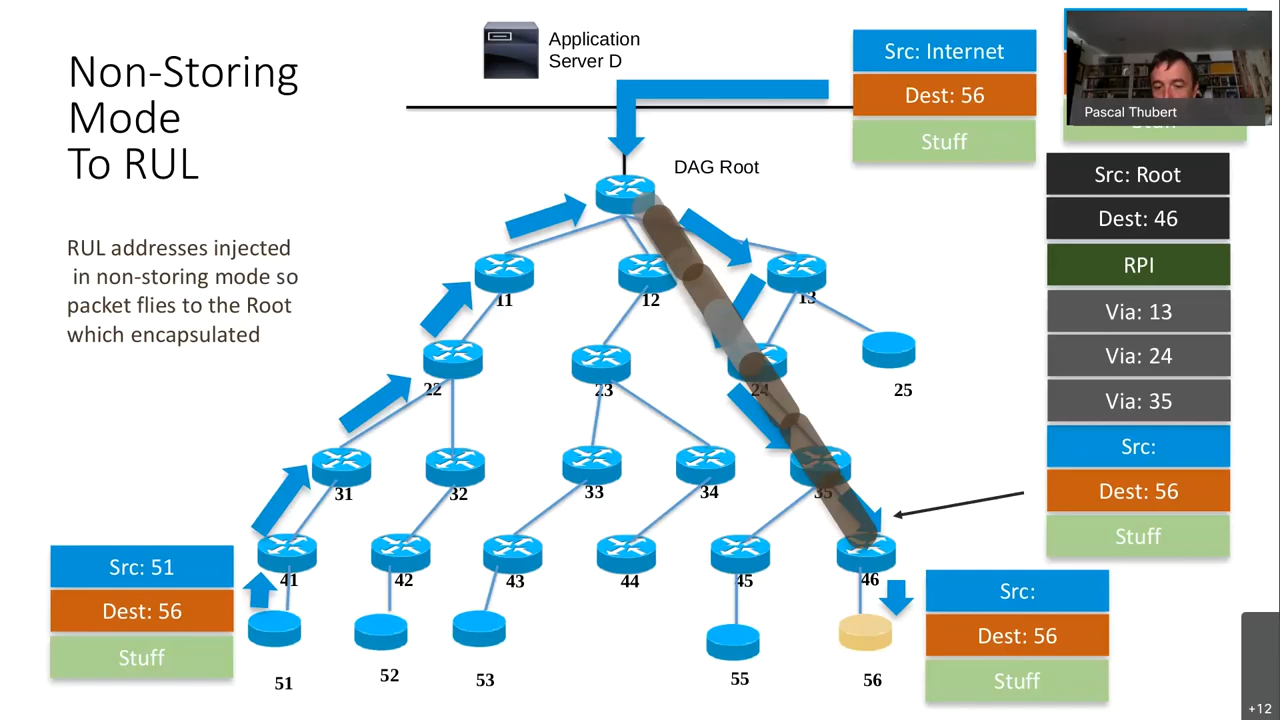 Non-Storing
Mode
To RUL
RUL addresses injected
in non-storing mode so
packet flies to the Root
which encapsulated
Application
Server D
DAG Root
Src: Internet
Dest: 56
Stuff
Pascal Thubert
Src: Root
Dest: 46
RPI
Via: 13
Via: 24
Via: 35
Src:
Dest: 56
Stuff
11
12
13
22
23
24
25
31
32
33
34
35
41
42
43
44
45
46
51
52
53
55
56
Src: 51
Dest: 56
Stuff
Src:
Dest: 56
Stuff
+12